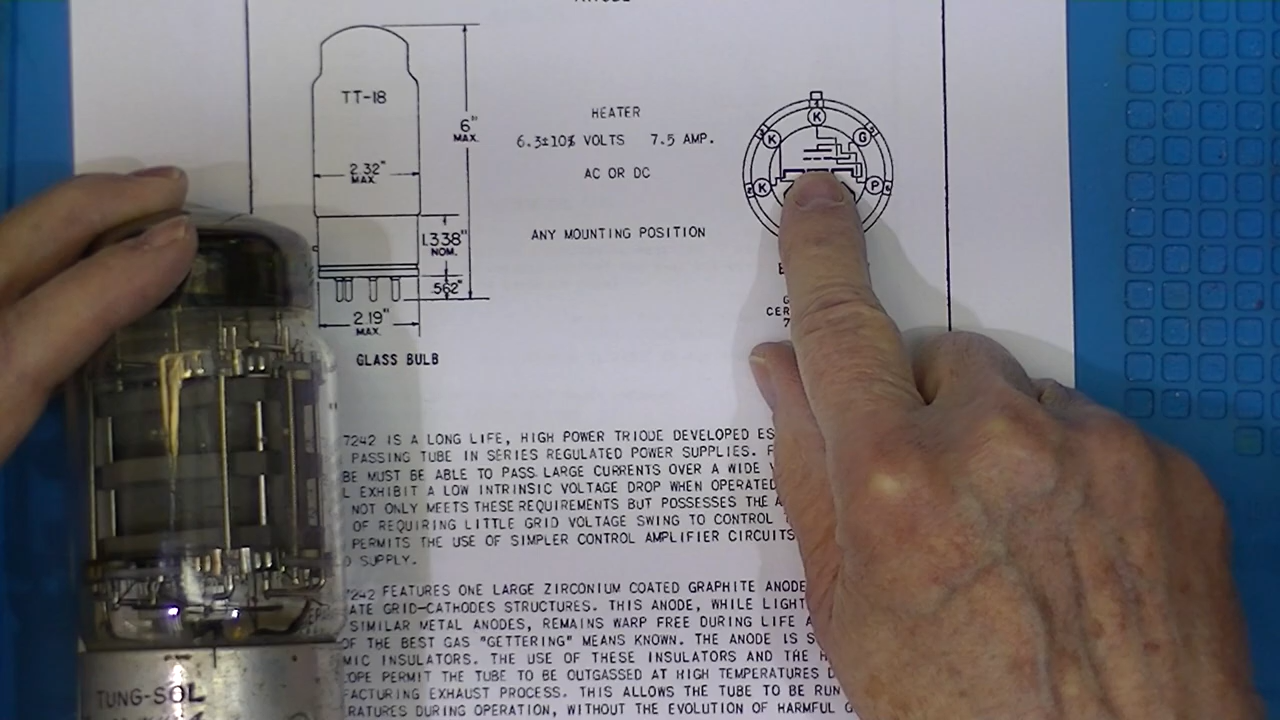 TT-18
6"
MAX.
2.32"
MAX
1.338"
NOM.
.562"
2.19"
MAX.
GLASS BULB
HEATER
6.3±10% VOLTS 7.5 AMP.
AC OR DC
ANY MOUNTING POSITION
K
K
G
K
P
7242 IS A LONG LIFE, HIGH POWER TRIODE DEVELOPED
PASSING TUBE IN SERIES REGULATED POWER SUPPLIES.
MUST BE ABLE TO PASS LARGE CURRENTS OVER A WIDE
EXHIBIT A LOW INTRINSIC VOLTAGE DROP WHEN OPERATED
NOT ONLY MEETS THESE REQUIREMENTS BUT POSSESSES THE
OF REQUIRING LITTLE GRID VOLTAGE SWING TO CONTROL
PERMITS THE USE OF SIMPLER CONTROL AMPLIFIER CIRCUITS
SUPPLY.
7242 FEATURES ONE LARGE ZIRCONIUM COATED GRAPHITE ANODE
GRID-CATHODES STRUCTURES. THIS ANODE, WHILE
SIMILAR METAL ANODES, REMAINS WARP FREE DURING LIFE
OF THE BEST GAS "GETTERING" MEANS KNOWN. THE ANODE IS
INSULATORS. THE USE OF THESE INSULATORS AND THE
PERMIT THE TUBE TO BE OUTGASSED AT HIGH TEMPERATURES
EXHAUST PROCESS. THIS ALLOWS THE TUBE TO BE RUN
DURING OPERATION, WITHOUT THE EVOLUTION OF HARMFUL
TUNG-SOL